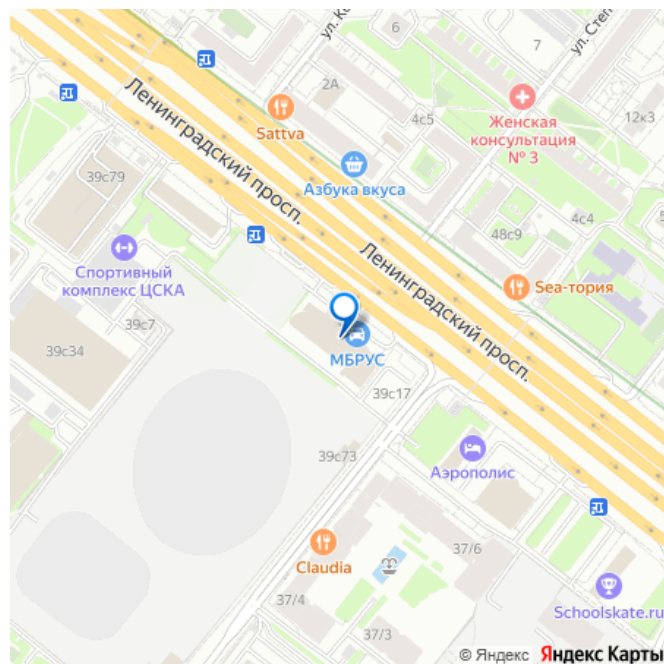 6
7
ул. Степ
2А
12к3
Ленинградский просп.
Sattva
4с5
Женская
консультация
№ 3
Азбука вкуса
39с79
4с4
48с9
Спортивный
комплекс ЦСКА
Ленинградский просп.
Sea-тория
39с7
39с34
МБРУС
39с17
39с73
Аэрополис
Claudia
37/6
37/4
Schoolskate.ru
37/3
© Яндекс Яндекс Карты